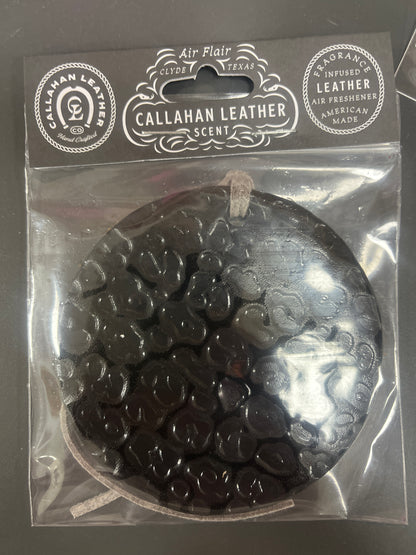 Air Flair
CLYDE TEXAS
CALLAHAN LEATHER
SCENT
CALLAHAN LEATHER
CL
CO
Hand Crafted
FRAGRANCE
INFUSED
LEATHER
AIR FRESHENER
AMERICAN
MADE